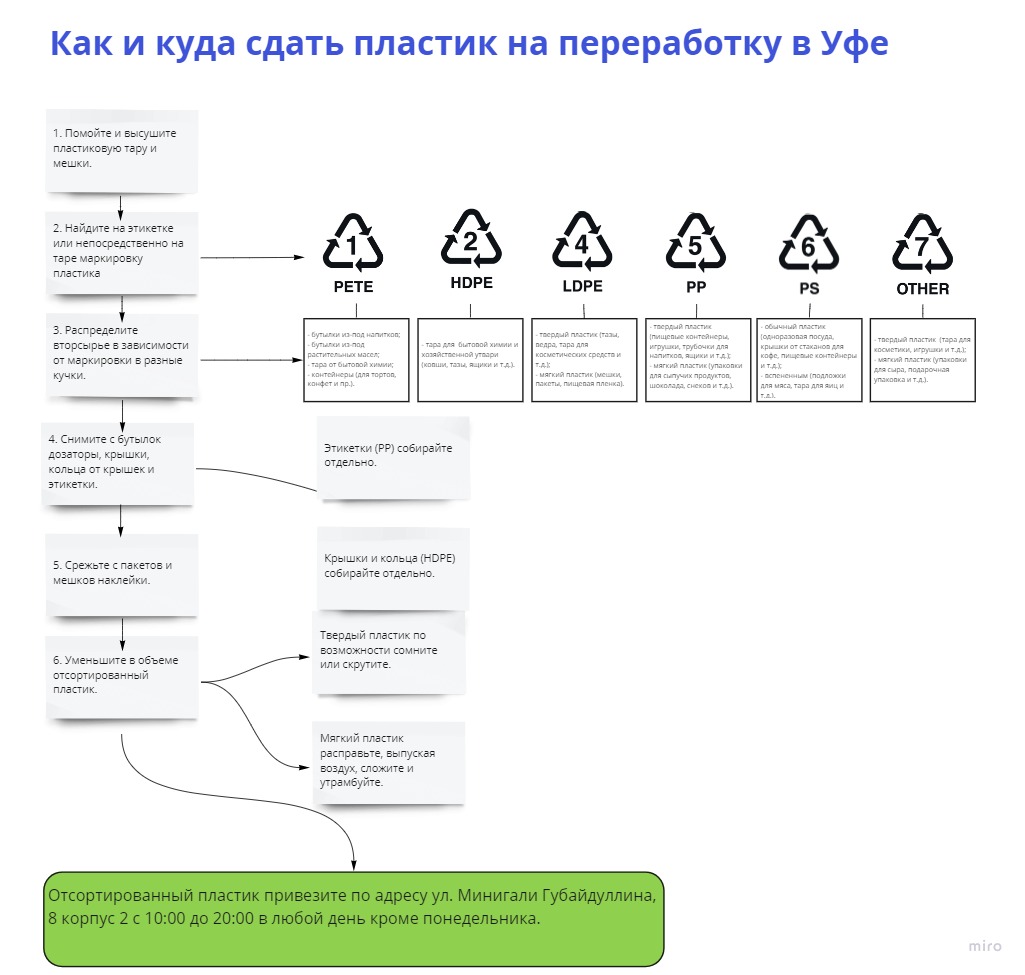 Как и куда сдать пластик на переработку в Уфе
1. Помойте и высушите
пластиковую тару и
мешки.
2. Найдите на этикетке
или непосредственно на
таре маркировку
пластика
1
PETE
2
HDPE
4
LDPE
5
PP
6
PS
7
OTHER
3. Распределите
вторсырье в зависимости
от маркировки в разные
кучки.
- бутылки из-под напитков;
- бутылки из-под
растительных масел;
- тара от бытовой химии;
- контейнеры (для тортов,
конфет и пр.).
- тара для бытовой химии и
хозяйственной утвари
(ковши, тазы, ящики и т.д.).
- твердый пластик (тазы,
ведра, тара для
косметических средств и
т.д.);
- мягкий пластик (мешки,
пакеты, пищевая пленка).
- твердый пластик
(пищевые контейнеры,
игрушки, трубочки для
напитков, ящики и т.д.);
- мягкий пластик (упаковки
для сыпучих продуктов,
шоколада, снеков и т.д.).
- обычный пластик
(одноразовая посуда,
крышки от стаканов для
кофе, пищевые контейнеры
и т.д.);
- вспененным (подложки
для мяса, тара для яиц и
т.д.).
- твердый пластик (тара для
косметики, игрушки и т.д.);
- мягкий пластик (упаковки
для сыра, подарочная
упаковка и т.д.).
4. Снимите с бутылок
дозаторы, крышки,
кольца от крышек и
этикетки.
Этикетки (PP) собирайте
отдельно.
5. Срежьте с пакетов и
мешков наклейки.
Крышки и кольца (HDPE)
собирайте отдельно.
6. Уменьшите в объеме
отсортированный
пластик.
Твердый пластик по
возможности сомните
или скрутите.
Мягкий пластик
расправьте, выпуская
воздух, сложите и
утрамбуйте.
Отсортированный пластик привезите по адресу ул. Минигали Губайдуллина,
8 корпус 2 с 10:00 до 20:00 в любой день кроме понедельника.
miro